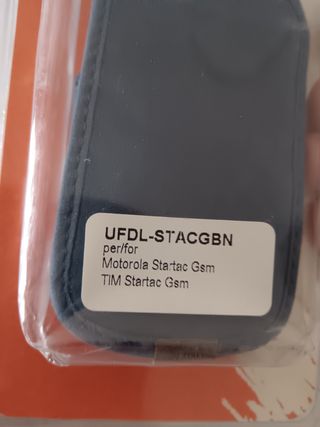 UFDL-STACGBN
per/for
Motorola Startac Gsm
TIM Startac Gsm